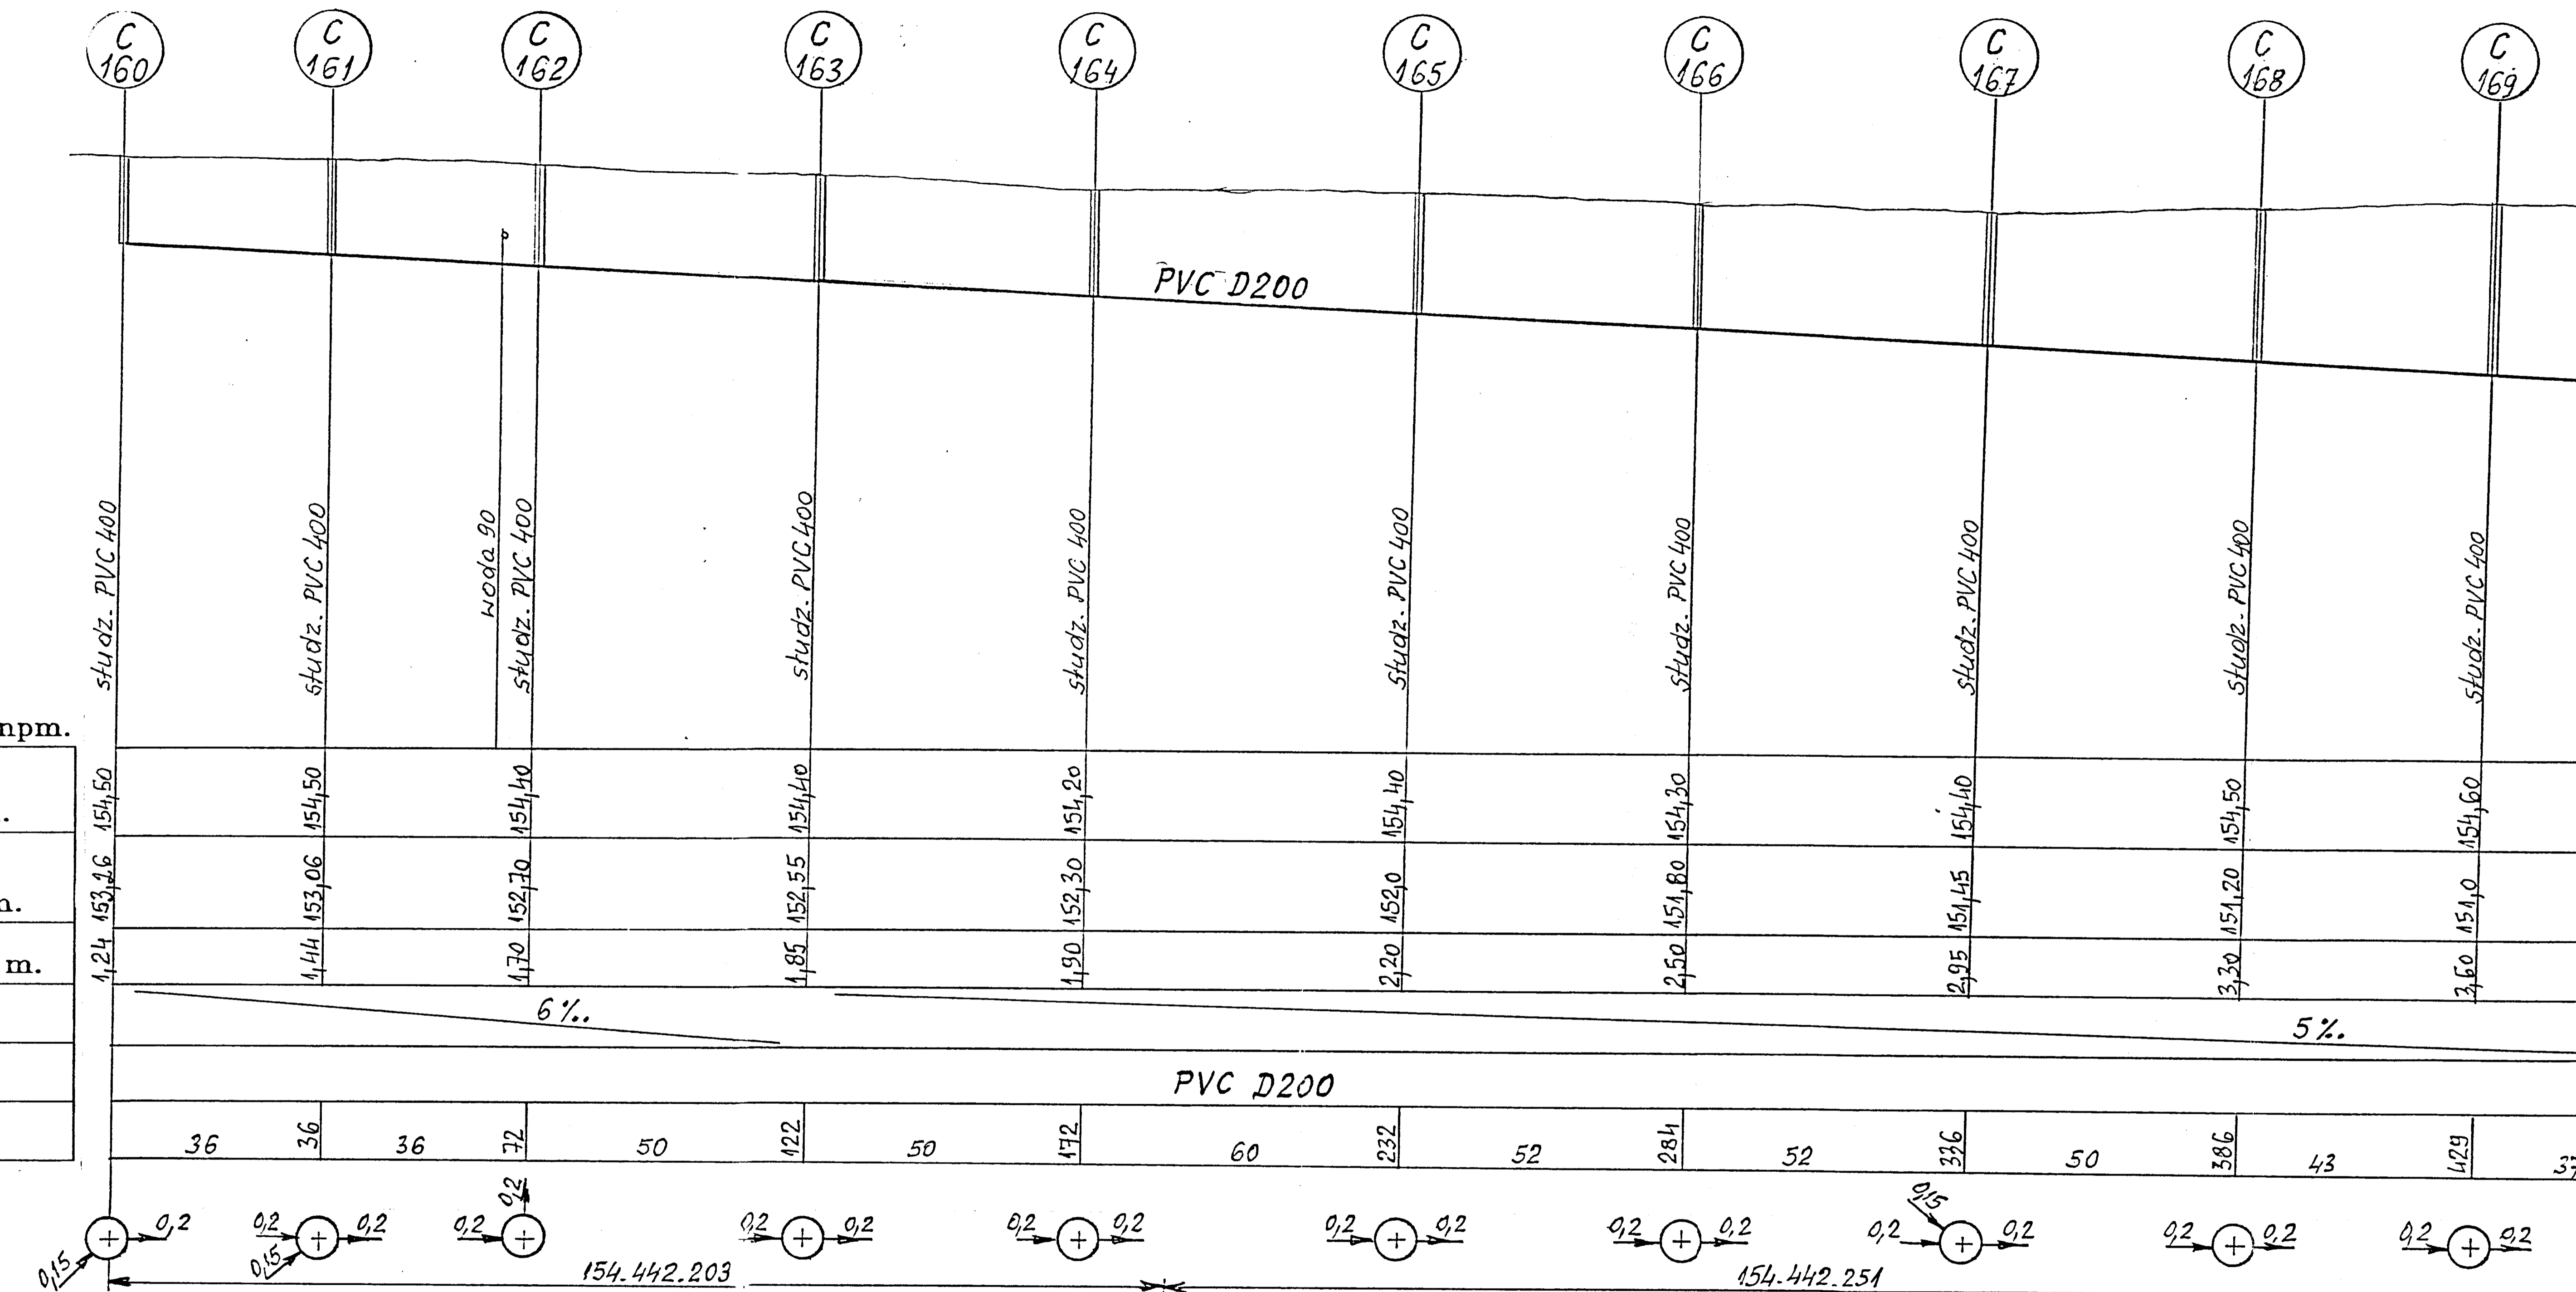 C 160 C 161 C 162 C 163 C 164 C 165 C 166 C 167 C 168 C 169
PVC D200
studz. PVC 400 studz. PVC 400 woda 90 studz. PVC 400 studz. PVC 400 studz. PVC 400 studz. PVC 400 studz. PVC 400 studz. PVC 400 studz. PVC 400 studz. PVC 400
npm.
154,50 154,50 154,40 154,40 154,20 154,40 154,30 154,40 154,50 154,60
153,26 153,06 152,70 152,55 152,30 152,0 151,80 151,45 151,20 151,0
m. 1,24 1,44 1,70 1,85 1,90 2,20 2,50 2,95 3,30 3,60
6‰ 5‰
PVC D200
36 36 36 72 50 122 50 172 60 232 52 284 52 336 50 386 43 429 37
0,15 0,2 0,2 0,15 0,2 0,2 0,2 0,2 0,2 0,2 0,2 0,2 0,2 0,2 0,2 0,2 0,15 0,2 0,2 0,2 0,2 0,2
154.442.203 154.442.251